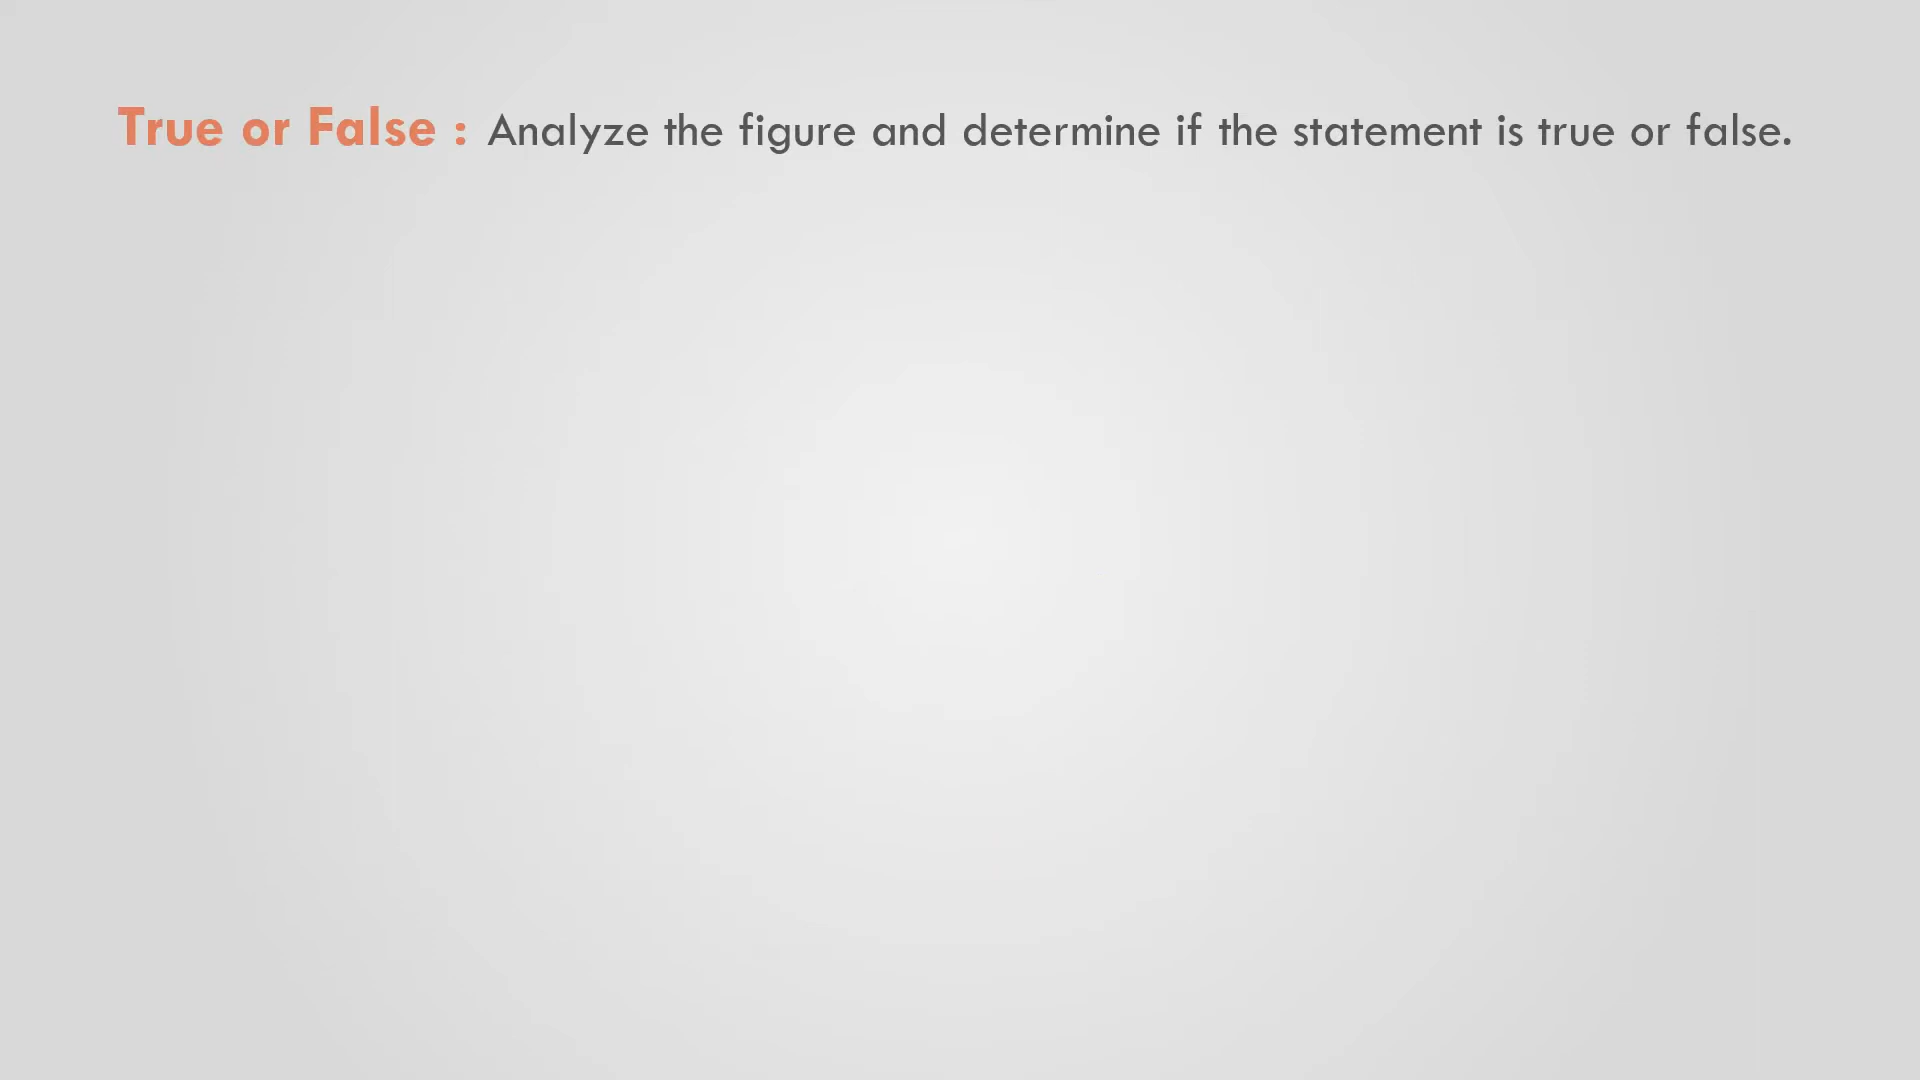 True or False : Analyze the figure and determine if the statement is true or false.